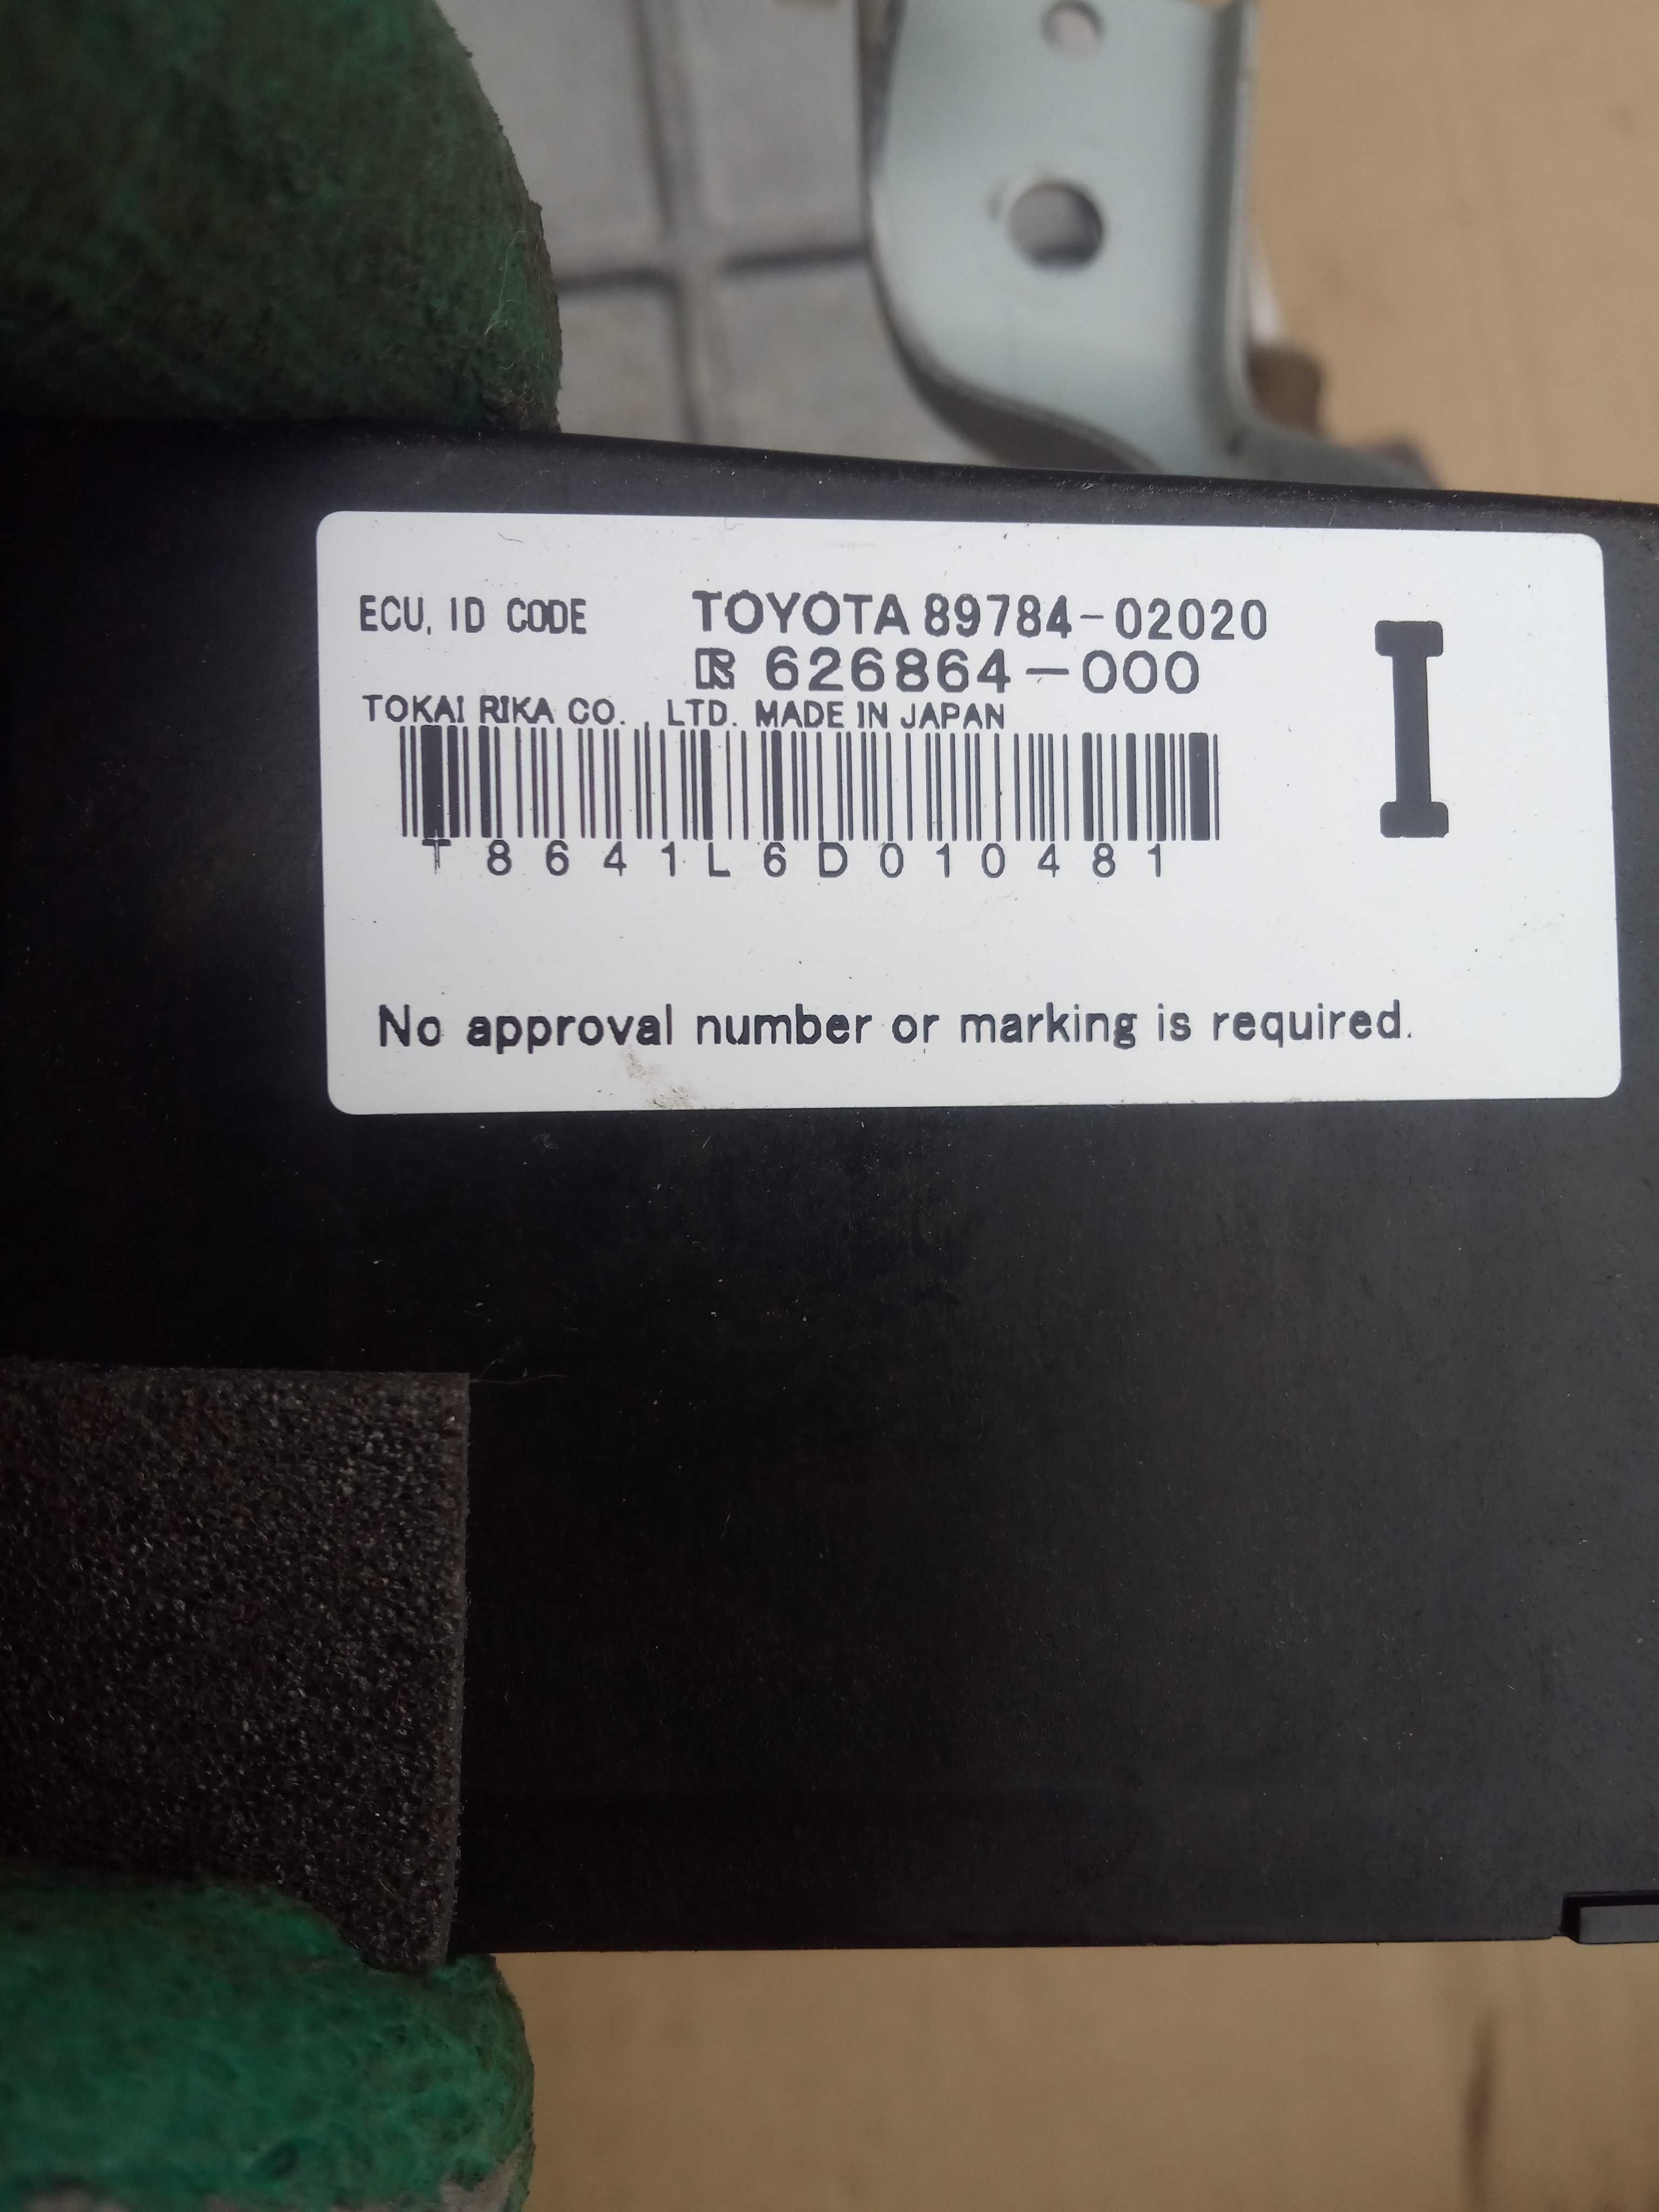 ECU, ID CODE TOYOTA 89784-02020
626864-000
TOKAI RIKA CO. , LTD. MADE IN JAPAN
I
T8641L6D010481
No approval number or marking is required.